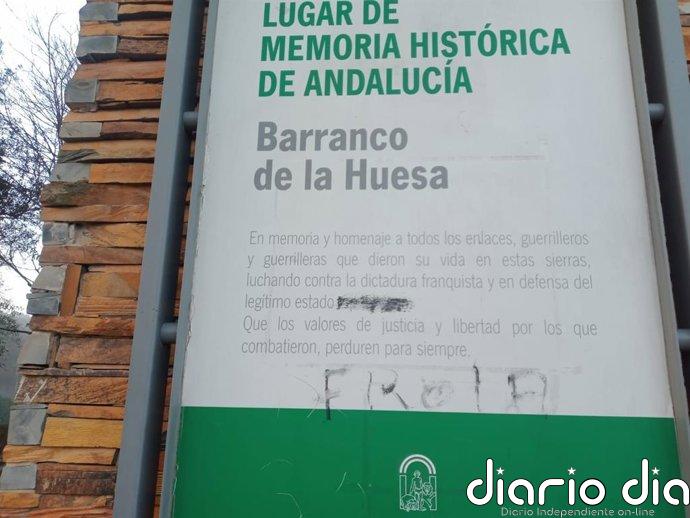 LUGAR DE
MEMORIA HISTÓRICA
DE ANDALUCÍA
Barranco
de la Huesa
En memoria y homenaje a todos los enlaces, guerrilleros
y guerrilleras que dieron su vida en estas sierras,
luchando contra la dictadura franquista y en defensa del
legítimo estado
Que los valores de justicia y libertad por los que
combatieron, perduren para siempre.
diario dia
Diario Independiente on-line